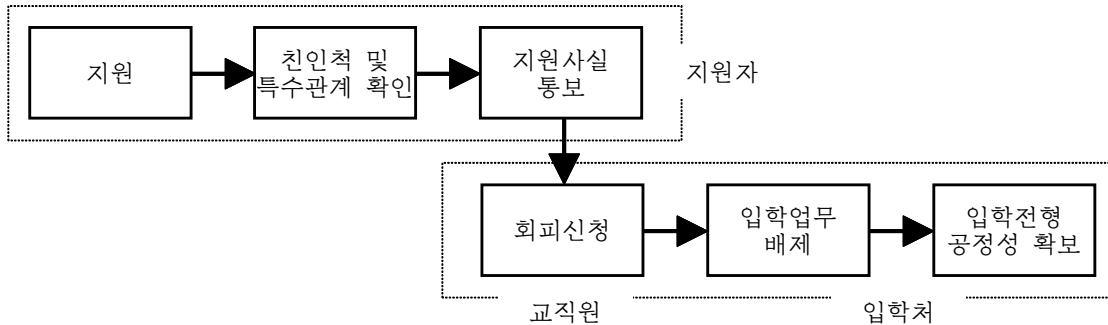 지원
친인척 및
특수관계 확인
지원사실
통보
지원자
회피신청
입학업무
배제
입학전형
공정성 확보
교직원
입학처